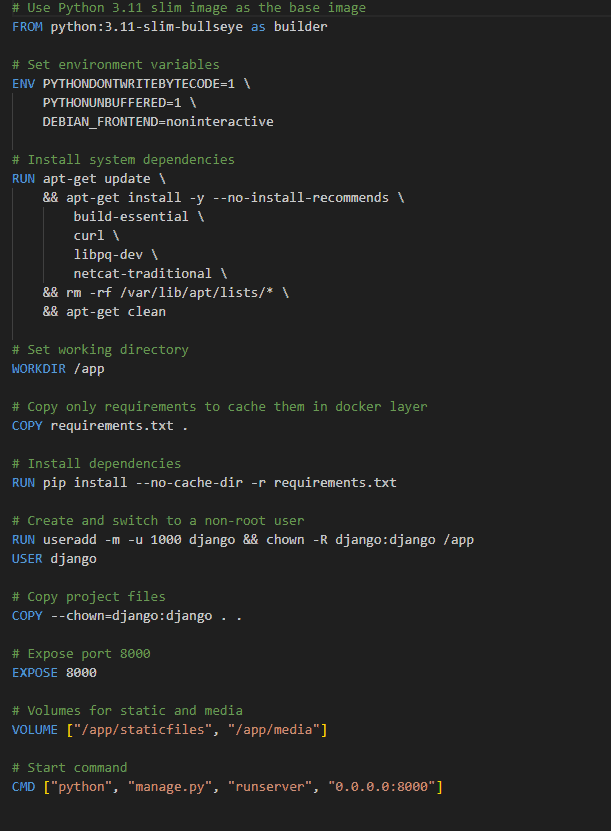 # Use Python 3.11 slim image as the base image
FROM python:3.11-slim-bullseye as builder
# Set environment variables
ENV PYTHONDONTWRITEBYTECODE=1 \
PYTHONUNBUFFERED=1 \
DEBIAN_FRONTEND=noninteractive
# Install system dependencies
RUN apt-get update \
&& apt-get install -y --no-install-recommends \
build-essential \
curl \
libpq-dev \
netcat-traditional \
&& rm -rf /var/lib/apt/lists/* \
&& apt-get clean
# Set working directory
WORKDIR /app
# Copy only requirements to cache them in docker layer
COPY requirements.txt .
# Install dependencies
RUN pip install --no-cache-dir -r requirements.txt
# Create and switch to a non-root user
RUN useradd -m -u 1000 django && chown -R django:django /app
USER django
# Copy project files
COPY --chown=django:django . .
# Expose port 8000
EXPOSE 8000
# Volumes for static and media
VOLUME ["/app/staticfiles", "/app/media"]
# Start command
CMD ["python", "manage.py", "runserver", "0.0.0.0:8000"]